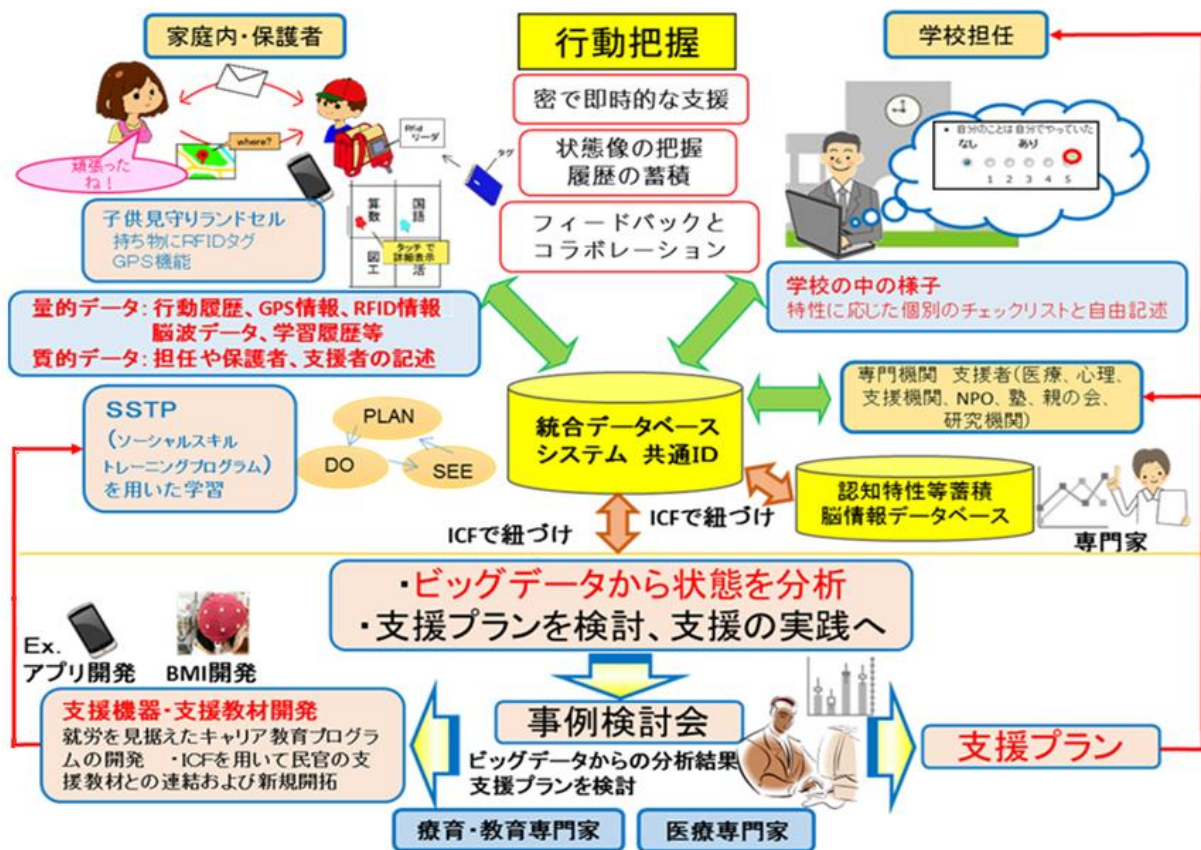 家庭内・保護者
行動把握
学校担任
密で即時的な支援
状態像の把握
履歴の蓄積
フィードバックと
コラボレーション
where?
頑張った
ね!
Rfid
リーダ
タグ
算数
国語
図工
活
タッチで
詳細表示
子供見守りランドセル
持ち物にRFIDタグ
GPS機能
• 自分のことは自分でやっていた
なし あり
1 2 3 4 5
学校の中の様子
特性に応じた個別のチェックリストと自由記述
量的データ: 行動履歴、GPS情報、RFID情報
脳波データ、学習履歴等
質的データ: 担任や保護者、支援者の記述
SSTP
(ソーシャルスキル
トレーニングプログラム)
を用いた学習
PLAN
DO
SEE
統合データベース
システム 共通ID
専門機関 支援者(医療、心理、
支援機関、NPO、塾、親の会、
研究機関)
認知特性等蓄積
脳情報データベース
専門家
ICFで紐づけ
ICFで紐づけ
・ビッグデータから状態を分析
・支援プランを検討、支援の実践へ
Ex.
アプリ開発
BMI開発
支援機器・支援教材開発
就労を見据えたキャリア教育プログラ
ムの開発 ・ICFを用いて民官の支
援教材との連結および新規開拓
事例検討会
ビッグデータからの分析結果
支援プランを検討
支援プラン
療育・教育専門家
医療専門家